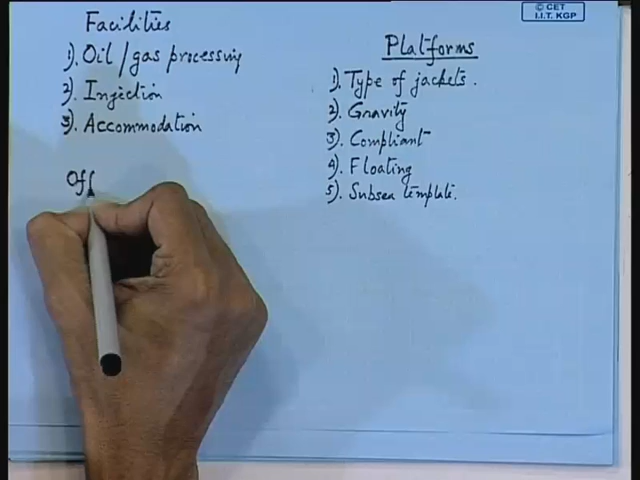 © CET
I.I.T. KGP
Facilities
1). Oil / gas processing
2). Injection
3). Accommodation
Off
Platforms
1). Type of jackets.
2). Gravity
3). Compliant
4). Floating
5). Subsea template.